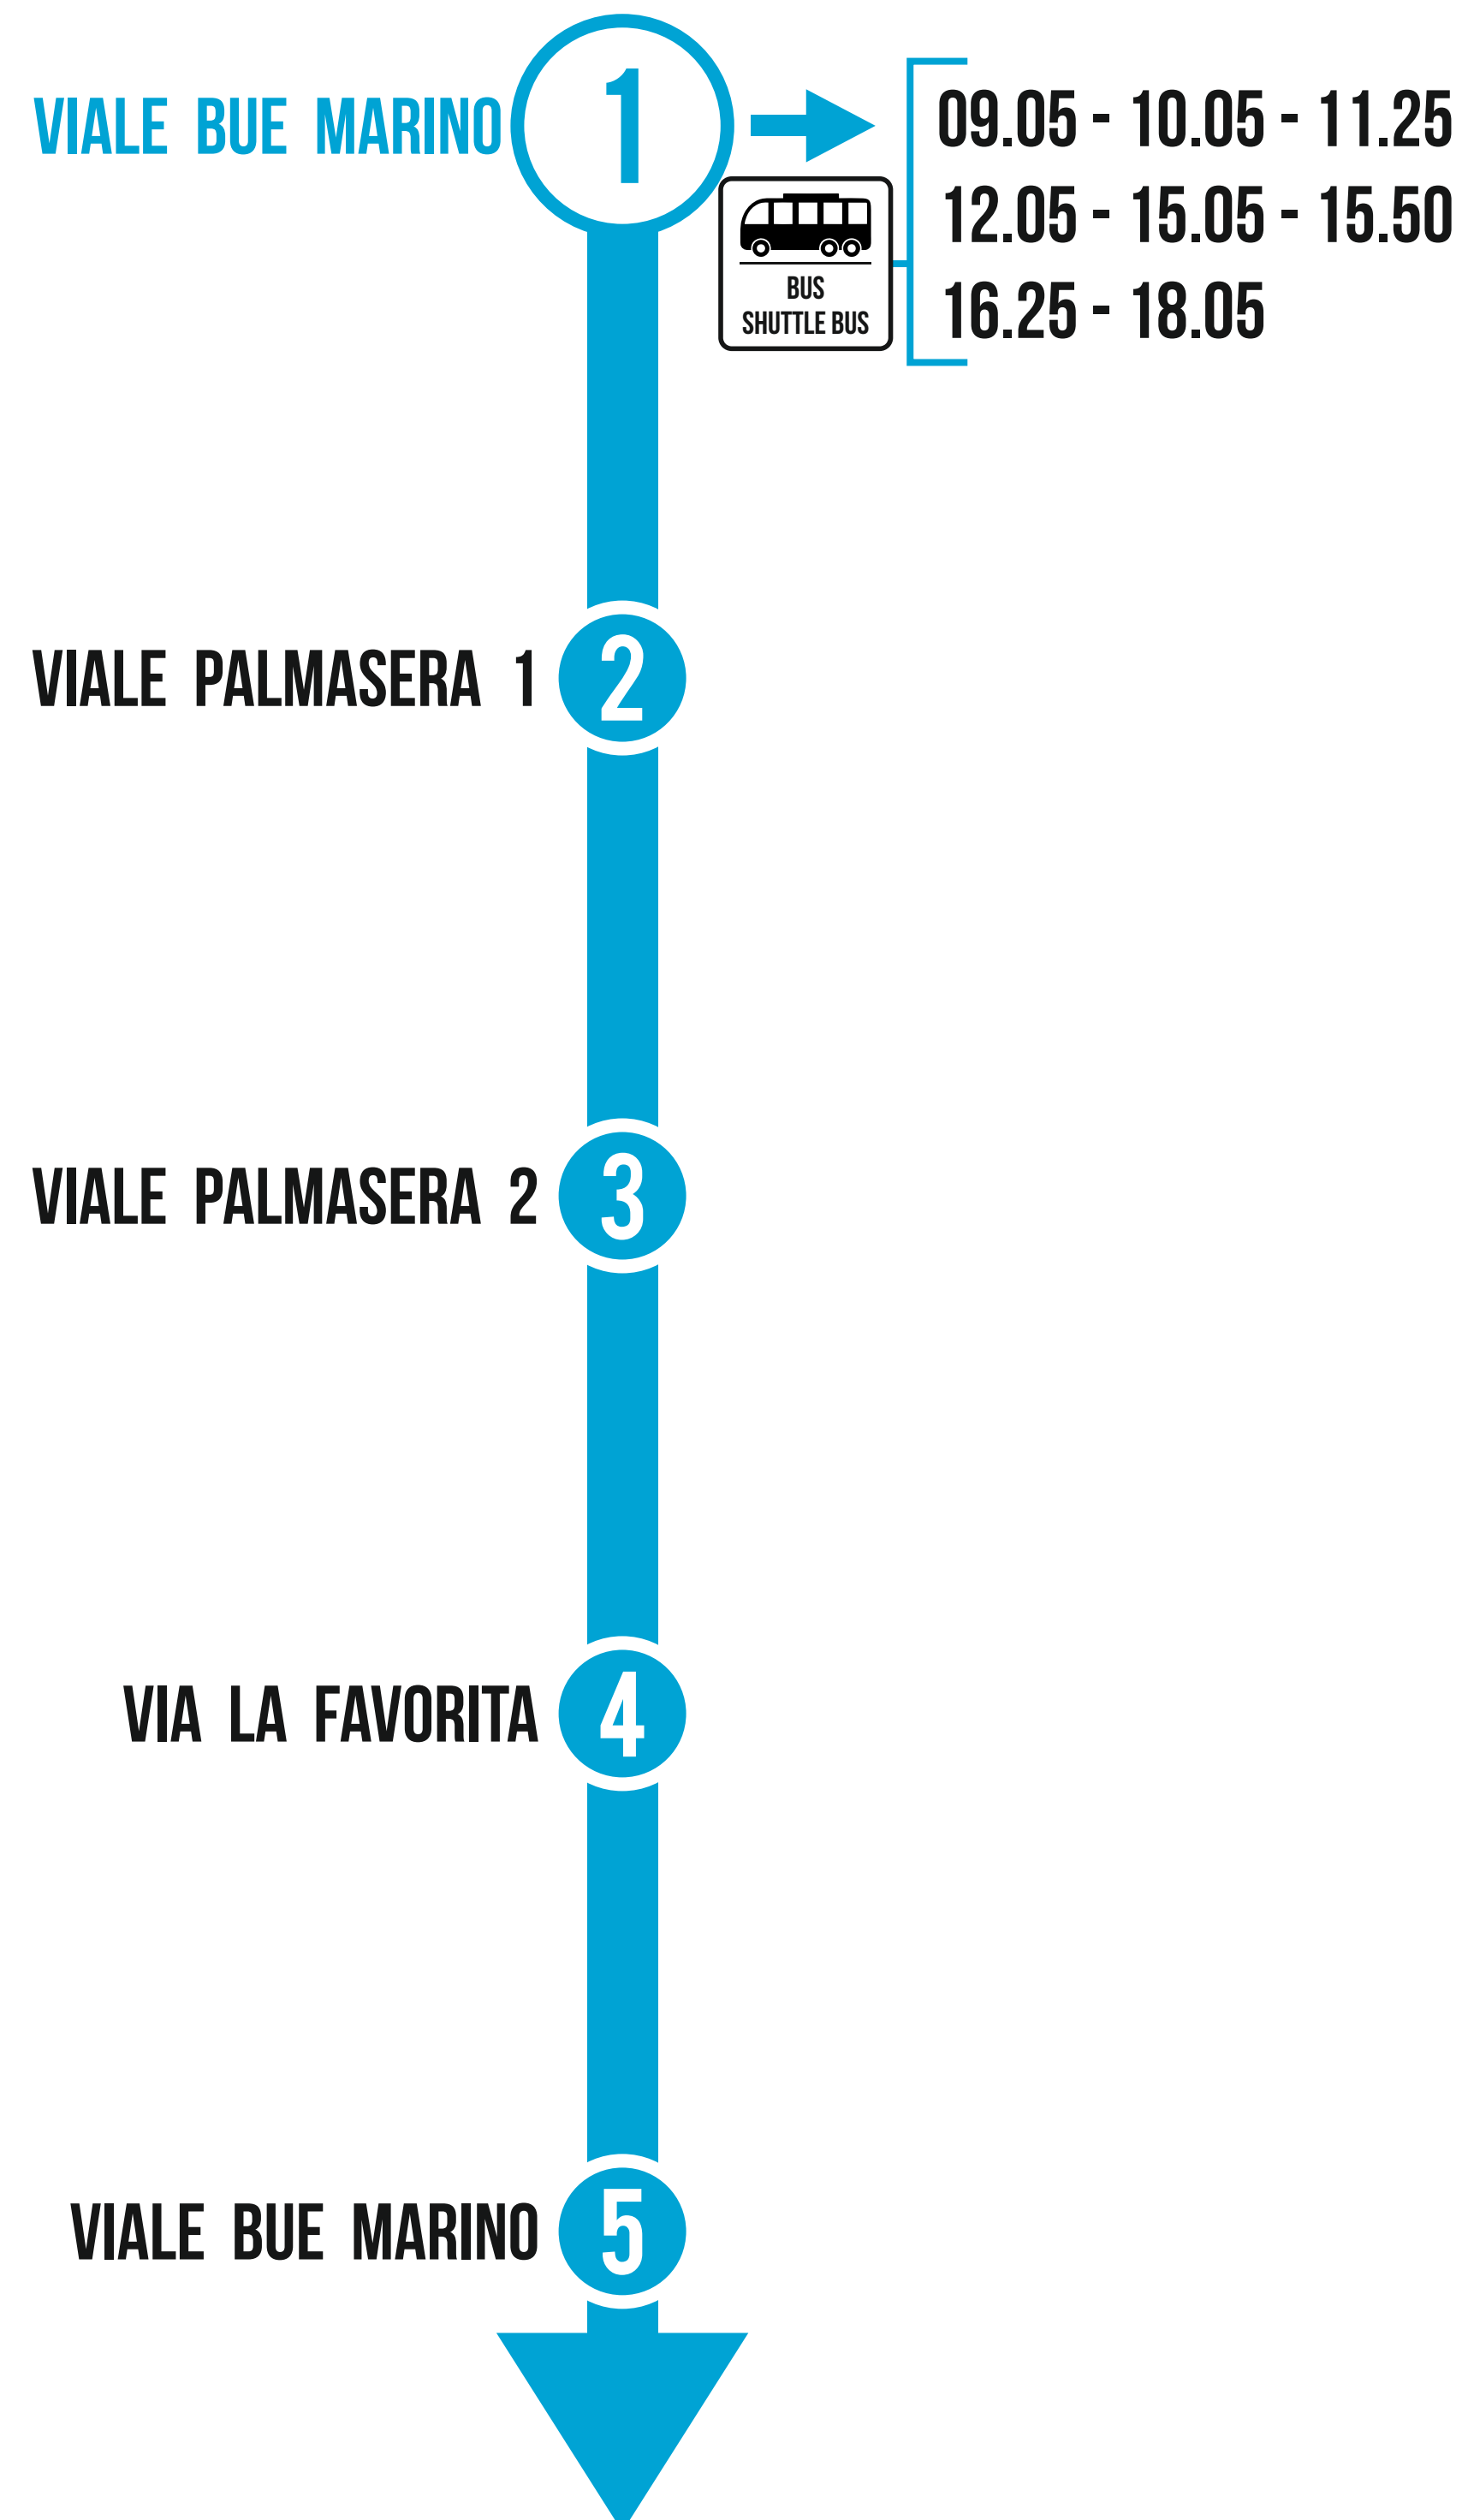 VIALE BUE MARINO 1
09.05 - 10.05 - 11.25
12.05 - 15.05 - 15.50
16.25 - 18.05
BUS
SHUTTLE BUS
VIALE PALMASERA 1 2
VIALE PALMASERA 2 3
VIA LA FAVORITA 4
VIALE BUE MARINO 5